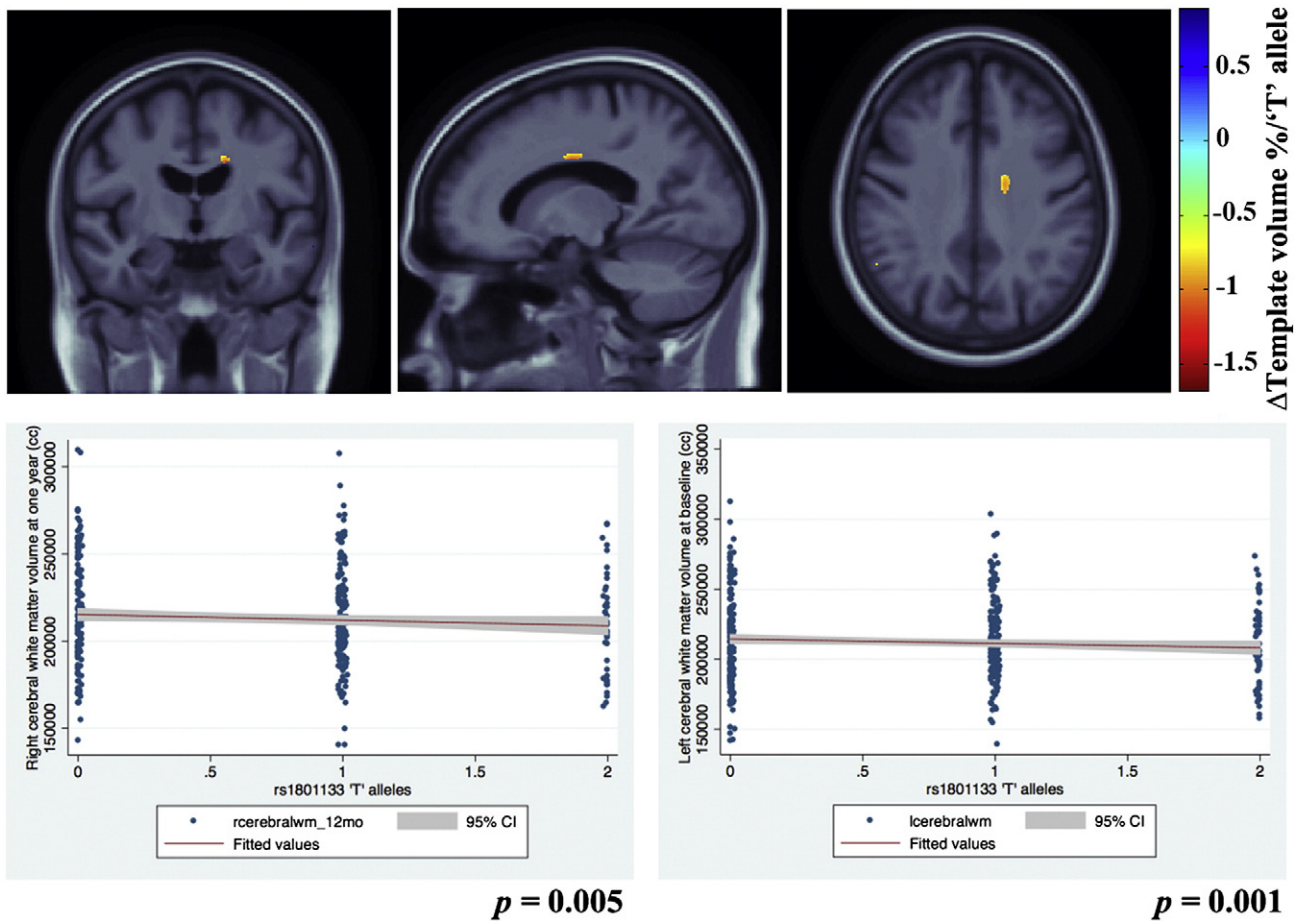 0.5
0
-0.5
-1
-1.5
ΔTemplate volume %/'T' allele
Right cerebral white matter volume at one year (cc)
300000
250000
200000
150000
0
.5
1
1.5
2
rs1801133 'T' alleles
rcerebralwm_12mo
95% CI
Fitted values
p = 0.005
Left cerebral white matter volume at baseline (cc)
350000
300000
250000
200000
150000
0
.5
1
1.5
2
rs1801133 'T' alleles
lcerebralwm
95% CI
Fitted values
p = 0.001